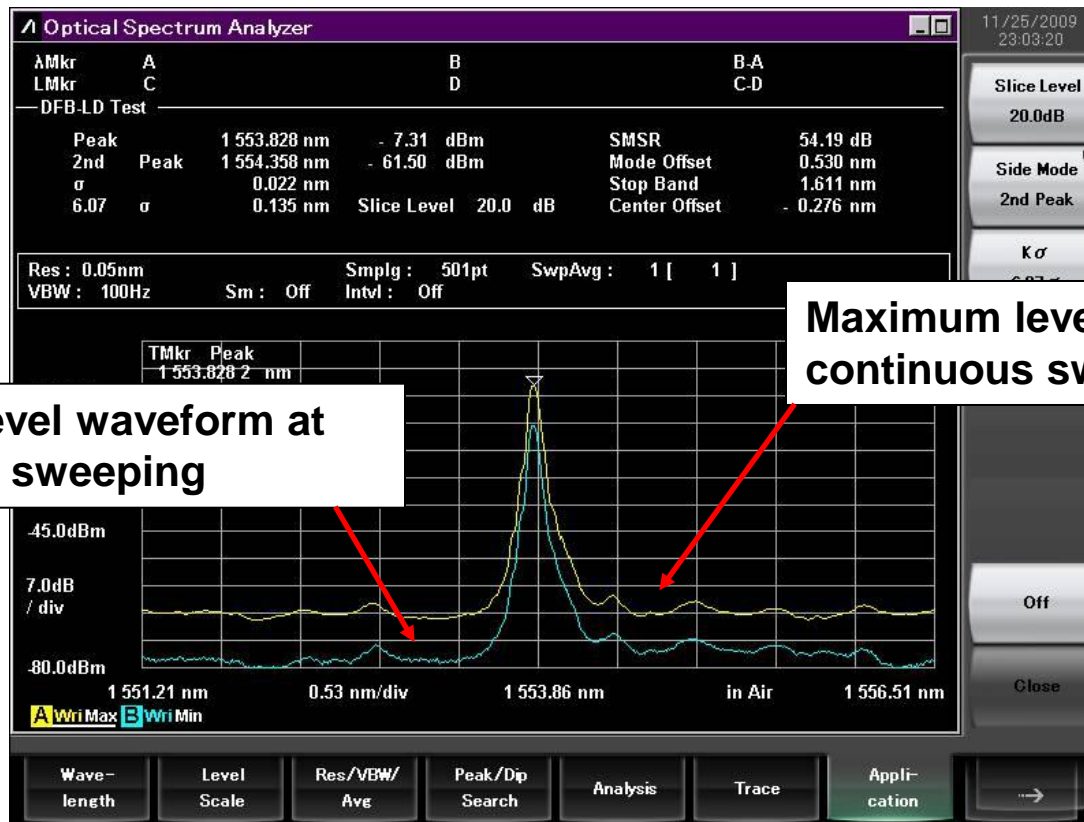 Optical Spectrum Analyzer
11/25/2009
23:03:20
λMkr A B B-A
LMkr C D C-D
DFB-LD Test
Peak 1 553.828 nm - 7.31 dBm SMSR 54.19 dB
2nd Peak 1 554.358 nm - 61.50 dBm Mode Offset 0.530 nm
σ 0.022 nm Stop Band 1.611 nm
6.07 σ 0.135 nm Slice Level 20.0 dB Center Offset - 0.276 nm
Slice Level
20.0dB
Side Mode
2nd Peak
Kσ
Res : 0.05nm Smplg : 501pt SwpAvg : 1 [ 1 ]
VBW : 100Hz Sm : Off Intvl : Off
Maximum leve
continuous sw
TMkr Peak
1 553.828 2 nm
evel waveform at
sweeping
-45.0dBm
7.0dB
/ div
-80.0dBm
1 551.21 nm 0.53 nm/div 1 553.86 nm in Air 1 556.51 nm
A Wri Max B Wri Min
Off
Close
Wave-
length
Level
Scale
Res/VBW/
Avg
Peak/Dip
Search
Analysis
Trace
Appli-
cation